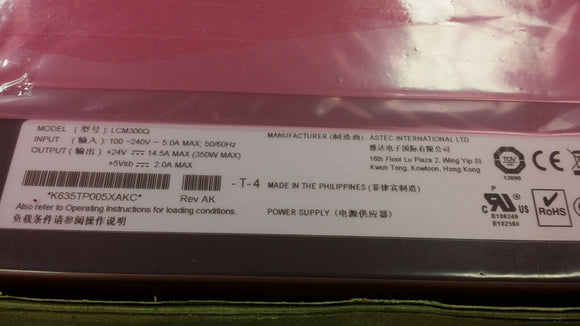 MODEL (型号): LCM300Q
INPUT (输入): 100 -240V~ 5.0A MAX, 50/60Hz
OUTPUT (输出): +24V ⎓ 14.5A MAX (350W MAX)
+5Vsb ⎓ 2.0A MAX
*K635TP005XAKC*
Rev AK
-T-4
Also refer to Operating Instructions for loading conditions.
负载条件请参阅操作说明
MANUFACTURER (制造商): ASTEC INTERNATIONAL LTD
雅达电子国际有限公司
16th Floor Lu Plaza 2, Wing Yip St.
Kwun Tong, Kowloon, Hong Kong
MADE IN THE PHILIPPINES (菲律宾制造)
POWER SUPPLY (电源供应器)
TUV
P
C US
E186249
E182560
RoHS